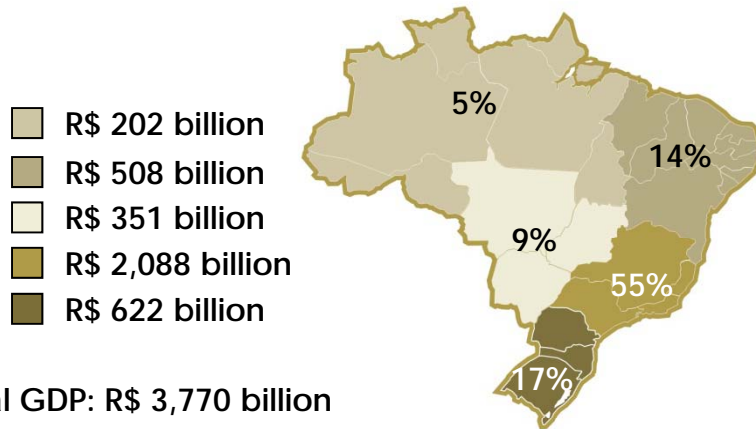 R$ 202 billion
R$ 508 billion
R$ 351 billion
R$ 2,088 billion
R$ 622 billion
5%
14%
9%
55%
17%
al GDP: R$ 3,770 billion